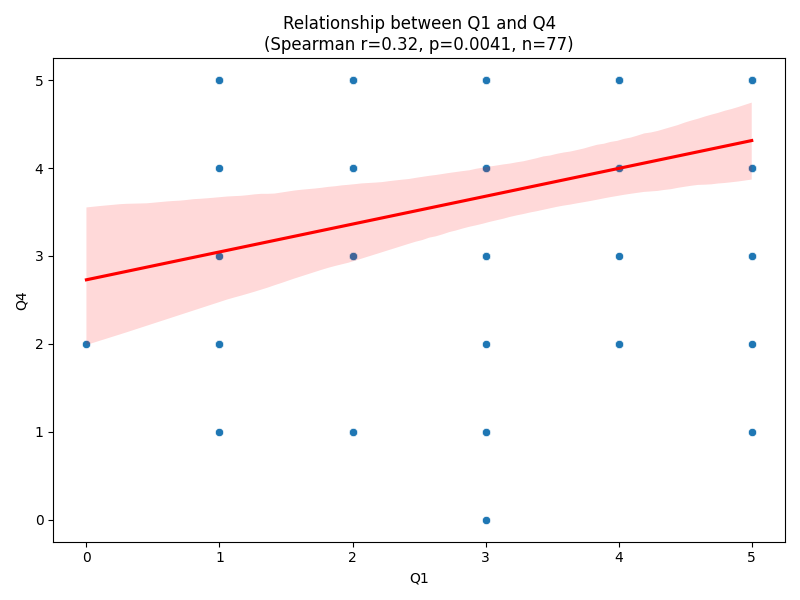 Relationship between Q1 and Q4
(Spearman r=0.32, p=0.0041, n=77)
5
4
3
2
1
0
Q4
0 1 2 3 4 5
Q1